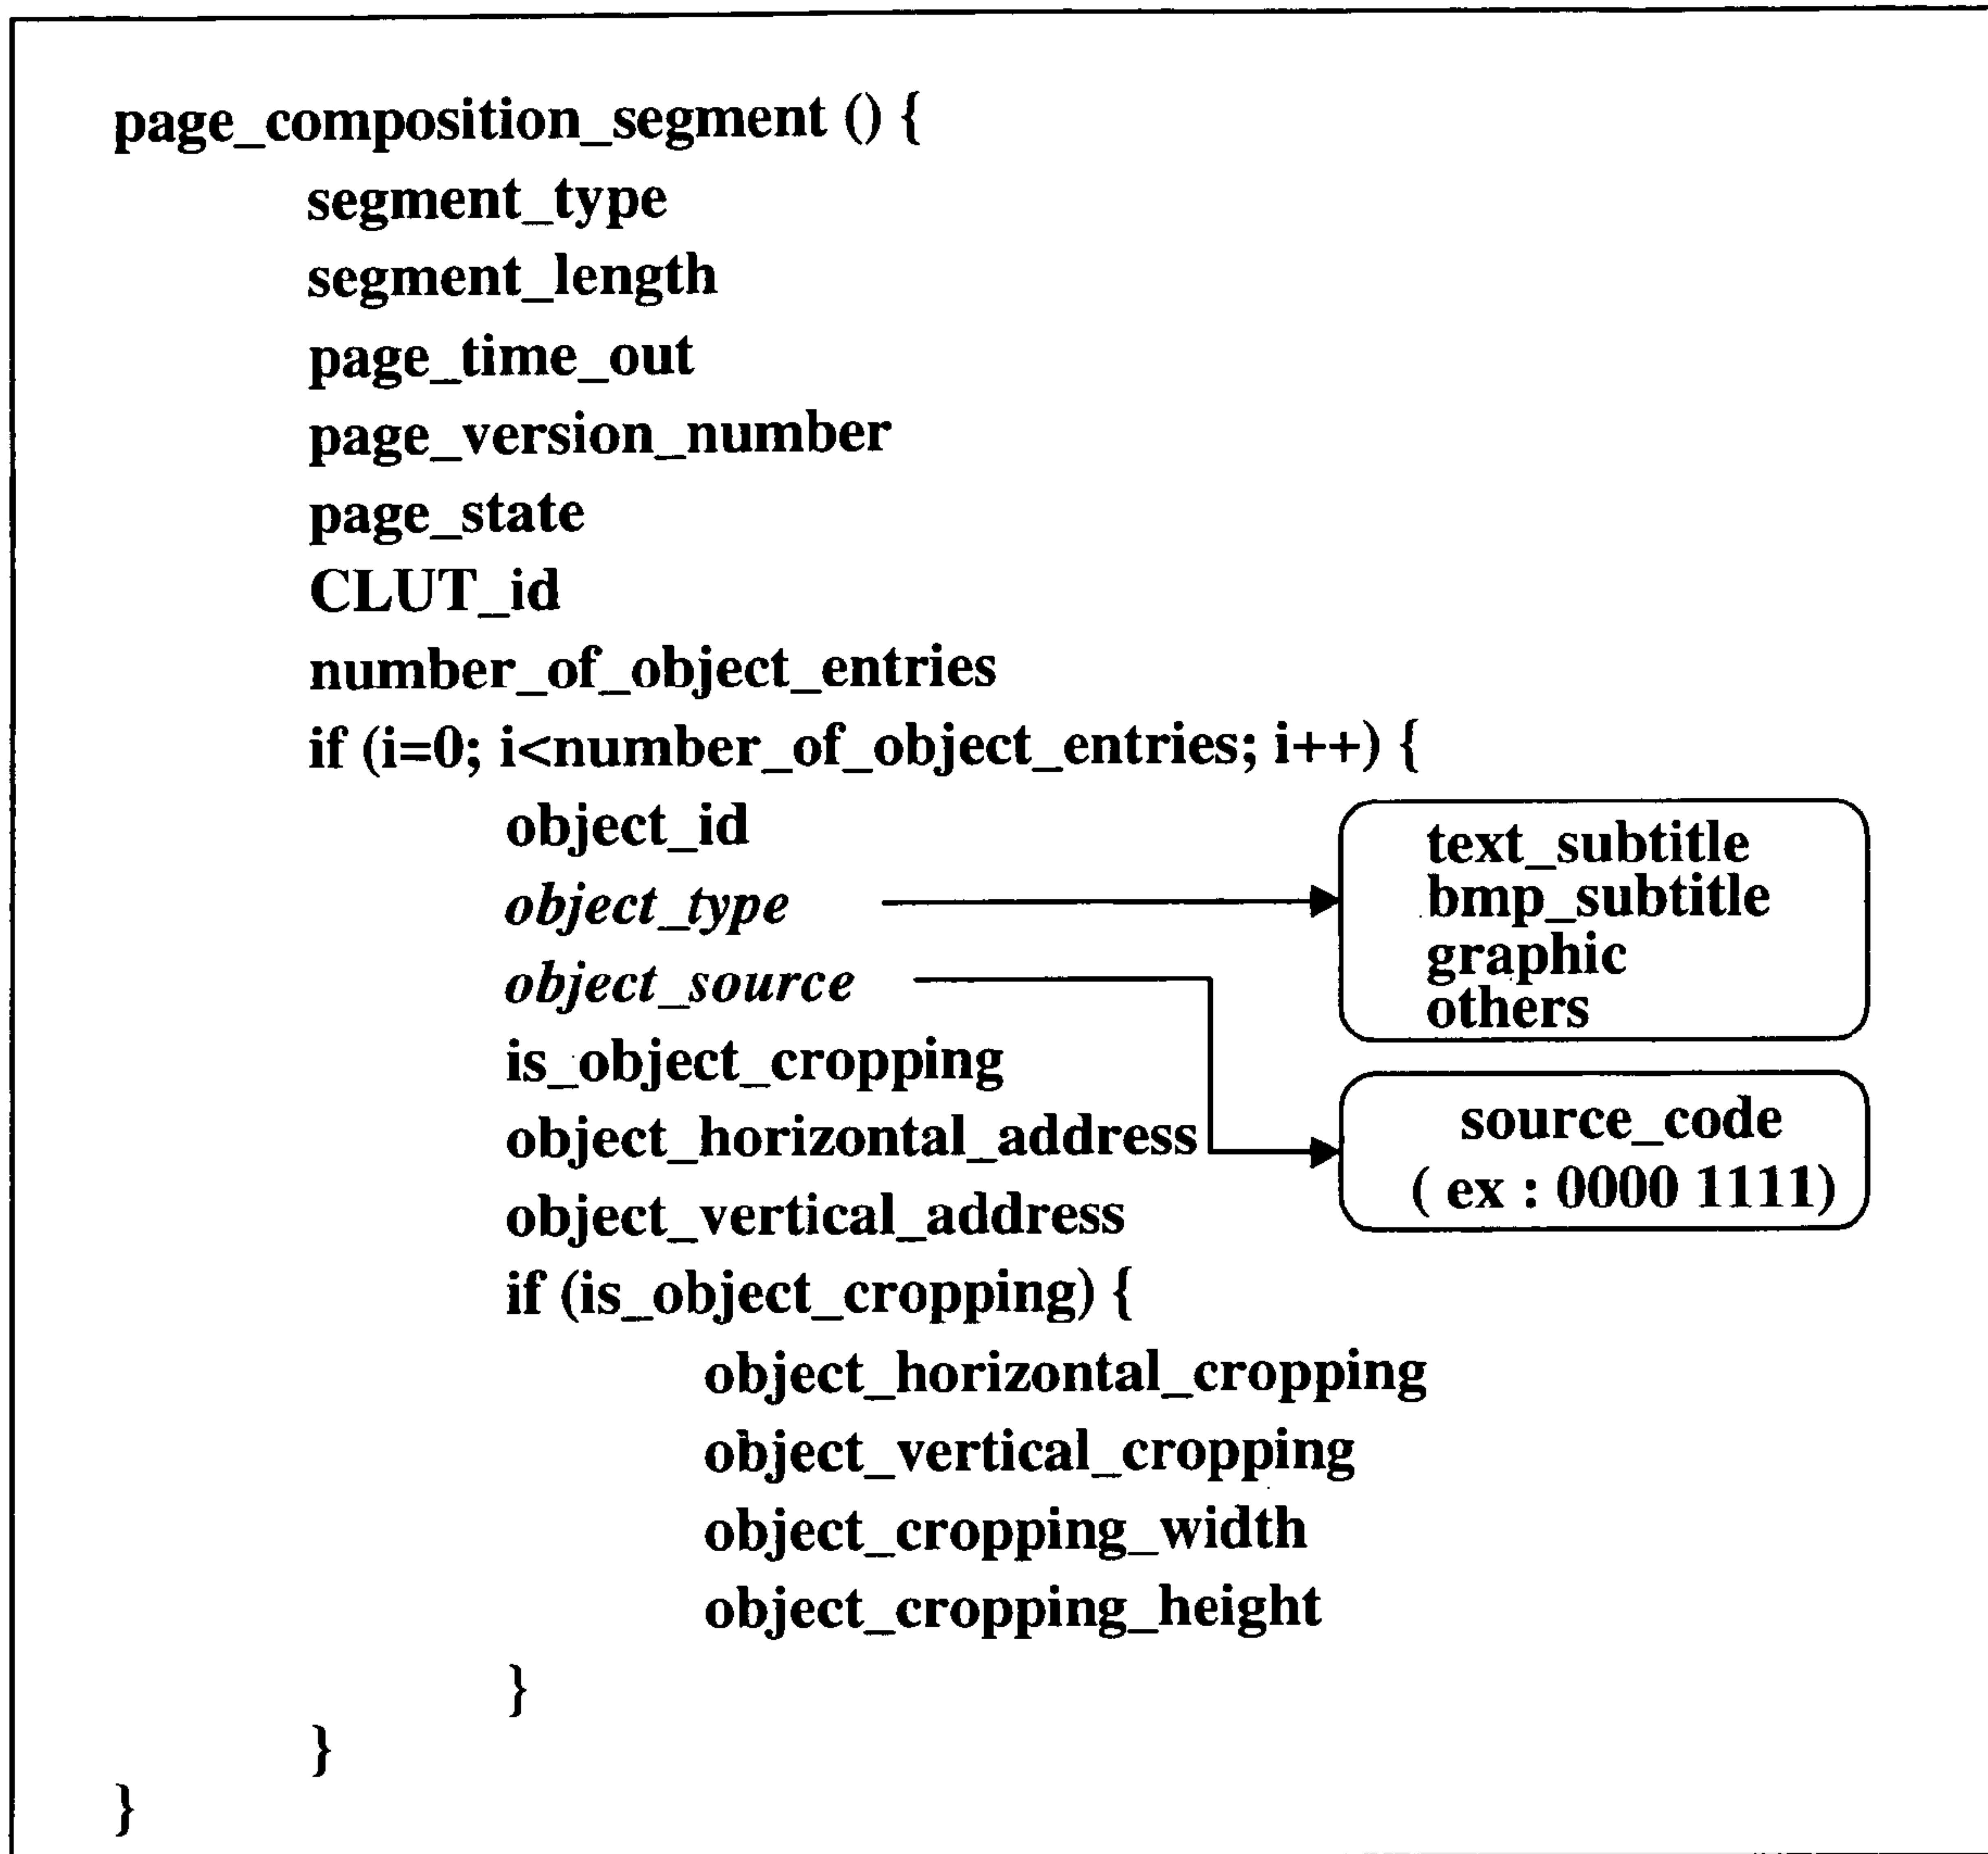 page_composition_segment () {
segment_type
segment_length
page_time_out
page_version_number
page_state
CLUT_id
number_of_object_entries
if (i=0; i<number_of_object_entries; i++) {
object_id
object_type
object_source
is_object_cropping
object_horizontal_address
object_vertical_address
if (is_object_cropping) {
object_horizontal_cropping
object_vertical_cropping
object_cropping_width
object_cropping_height
}
}
}
text_subtitle
bmp_subtitle
graphic
others
source_code
( ex : 0000 1111)